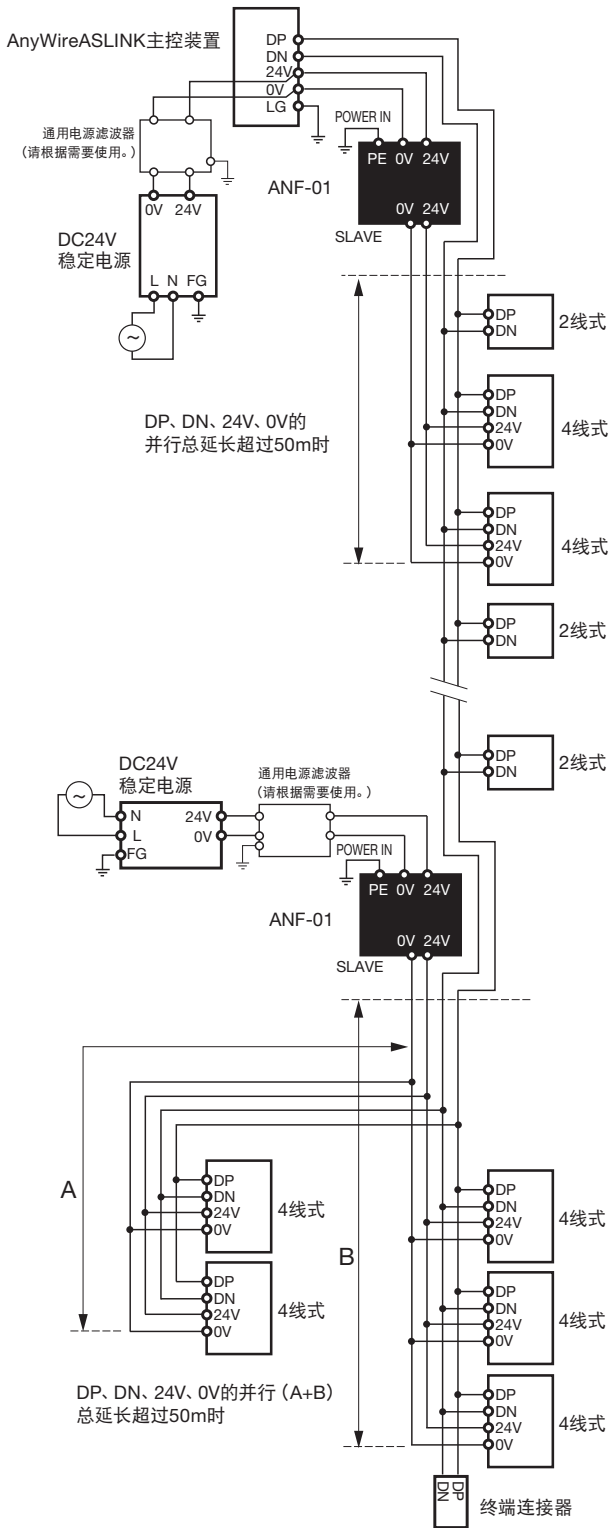 AnyWireASLINK主控装置
DP
DN
24V
0V
LG
通用电源滤波器
(请根据需要使用。)
POWER IN
PE 0V 24V
ANF-01
0V 24V
SLAVE
0V 24V
DC24V
稳定电源
L N FG
~
DP
DN
2线式
DP、DN、24V、0V的
并行总延长超过50m时
DP
DN
24V
0V
4线式
DP
DN
24V
0V
4线式
DP
DN
2线式
DP
DN
2线式
DC24V
稳定电源
通用电源滤波器
(请根据需要使用。)
~
N
L
FG
24V
0V
POWER IN
PE 0V 24V
ANF-01
0V 24V
SLAVE
A
B
DP
DN
24V
0V
4线式
DP
DN
24V
0V
4线式
DP
DN
24V
0V
4线式
DP
DN
24V
0V
4线式
DP
DN
24V
0V
4线式
DP、DN、24V、0V的并行(A+B)
总延长超过50m时
DP
DN
终端连接器